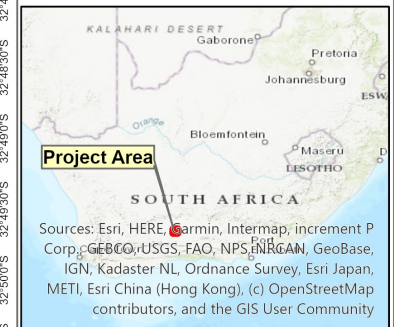 KALAHARI DESERT
Gaborone
Pretoria
Johannesburg
ESW
Orange
Bloemfontein
Maseru
LESOTHO
D
Project Area
SOUTH AFRICA
Sources: Esri, HERE, Garmin, Intermap, increment P
Corp., GEBCO, USGS, FAO, NPS, NRCAN, GeoBase,
Port
IGN, Kadaster NL, Ordnance Survey, Esri Japan,
METI, Esri China (Hong Kong), (c) OpenStreetMap
contributors, and the GIS User Community
32°48'30"S
32°49'0"S
32°49'30"S
32°50'0"S